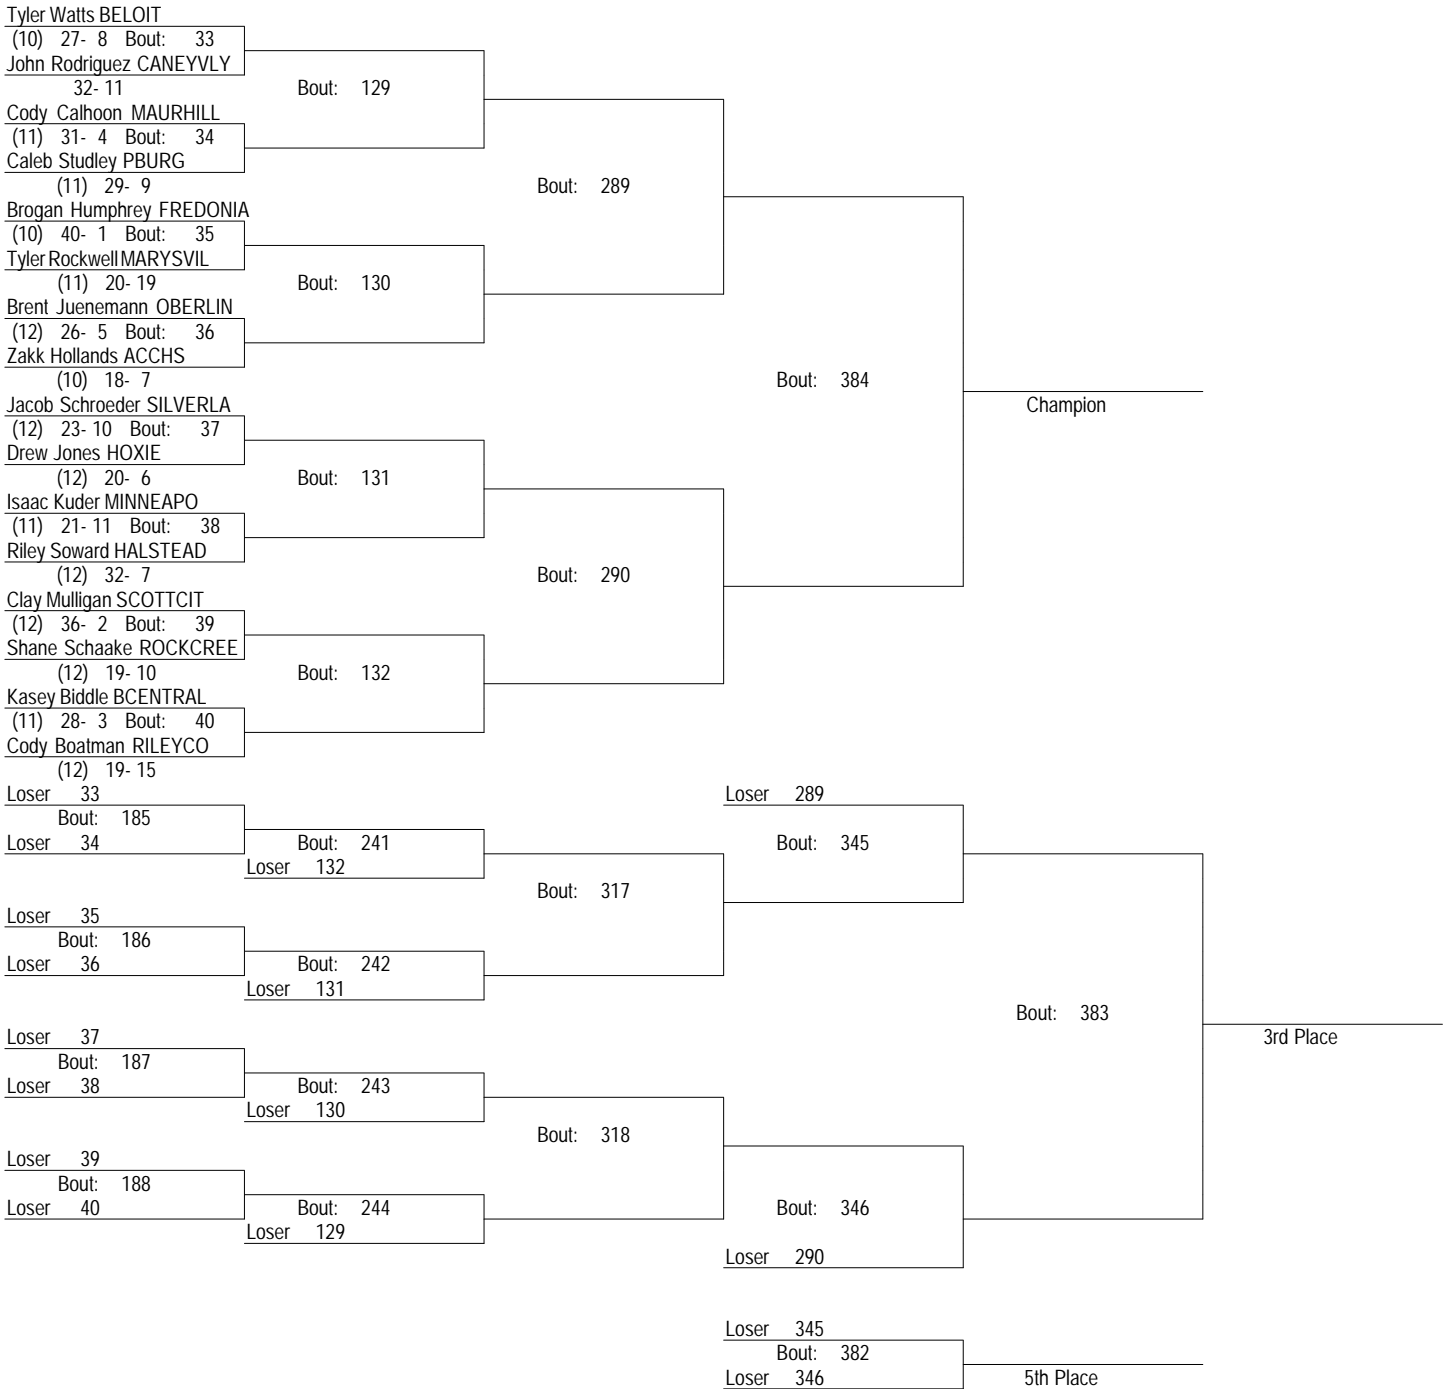 Tyler Watts BELOIT
(10) 27- 8 Bout: 33
John Rodriguez CANEYVLY
32- 11
Bout: 129
Cody Calhoon MAURHILL
(11) 31- 4 Bout: 34
Caleb Studley PBURG
(11) 29- 9
Bout: 289
Brogan Humphrey FREDONIA
(10) 40- 1 Bout: 35
Tyler Rockwell MARYSVIL
(11) 20- 19
Bout: 130
Brent Juenemann OBERLIN
(12) 26- 5 Bout: 36
Zakk Hollands ACCHS
(10) 18- 7
Bout: 384
Champion
Jacob Schroeder SILVERLA
(12) 23- 10 Bout: 37
Drew Jones HOXIE
(12) 20- 6
Bout: 131
Isaac Kuder MINNEAPO
(11) 21- 11 Bout: 38
Riley Soward HALSTEAD
(12) 32- 7
Bout: 290
Clay Mulligan SCOTTCIT
(12) 36- 2 Bout: 39
Shane Schaake ROCKCREE
(12) 19- 10
Bout: 132
Kasey Biddle BCENTRAL
(11) 28- 3 Bout: 40
Cody Boatman RILEYCO
(12) 19- 15
Loser 33
Bout: 185
Loser 34
Bout: 241
Loser 132
Loser 289
Bout: 345
Bout: 317
Loser 35
Bout: 186
Loser 36
Bout: 242
Loser 131
Bout: 383
3rd Place
Loser 37
Bout: 187
Loser 38
Bout: 243
Loser 130
Bout: 318
Loser 39
Bout: 188
Loser 40
Bout: 244
Loser 129
Bout: 346
Loser 290
Loser 345
Bout: 382
Loser 346
5th Place